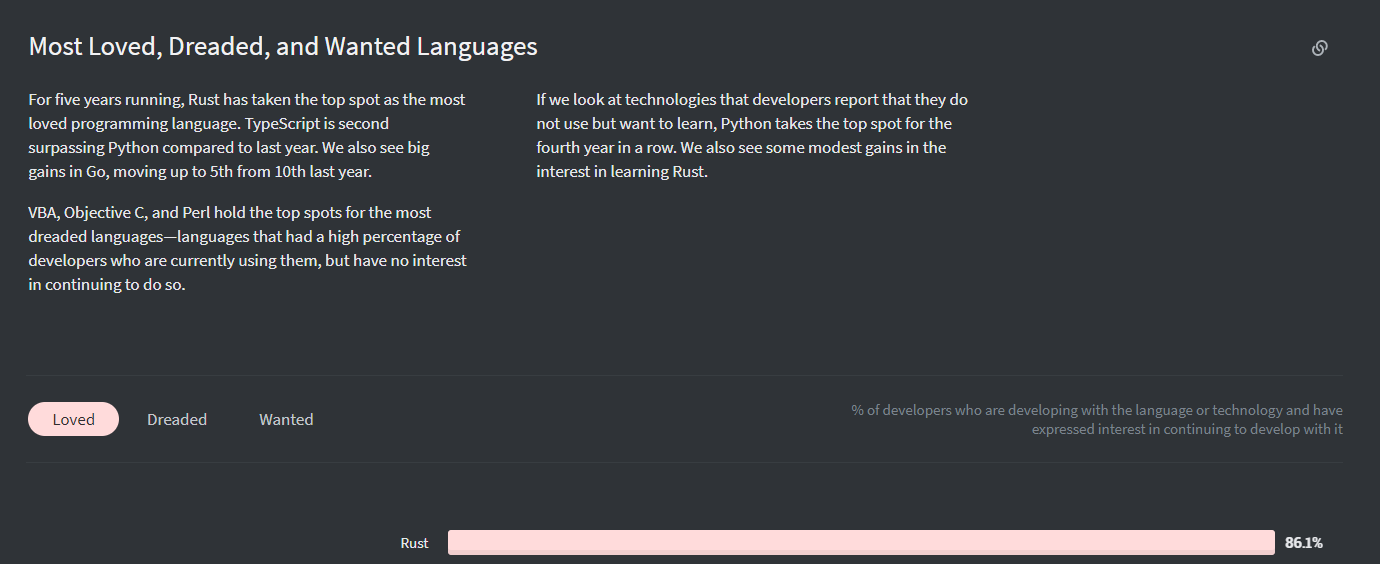 Most Loved, Dreaded, and Wanted Languages
For five years running, Rust has taken the top spot as the most
loved programming language. TypeScript is second
surpassing Python compared to last year. We also see big
gains in Go, moving up to 5th from 10th last year.
VBA, Objective C, and Perl hold the top spots for the most
dreaded languages—languages that had a high percentage of
developers who are currently using them, but have no interest
in continuing to do so.
If we look at technologies that developers report that they do
not use but want to learn, Python takes the top spot for the
fourth year in a row. We also see some modest gains in the
interest in learning Rust.
Loved Dreaded Wanted
% of developers who are developing with the language or technology and have
expressed interest in continuing to develop with it
Rust 86.1%